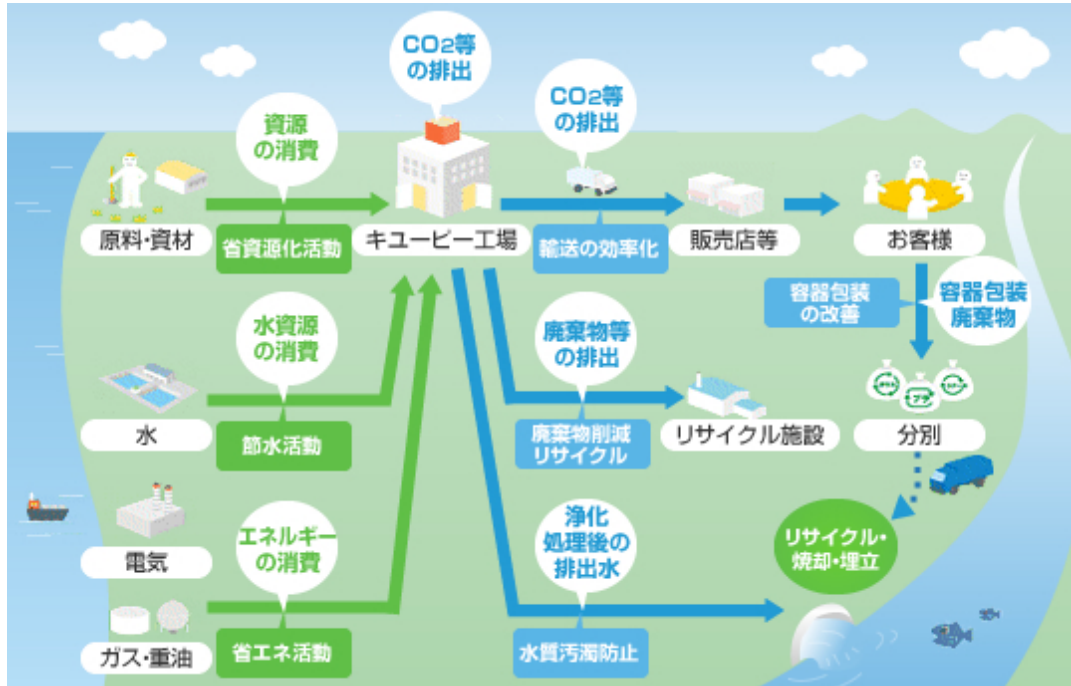 CO2等
の排出
CO2等
の排出
資源
の消費
原料・資材
省資源化活動
キユーピー工場
輸送の効率化
販売店等
お客様
容器包装
の改善
容器包装
廃棄物
水資源
の消費
廃棄物等
の排出
水
節水活動
廃棄物削減
リサイクル
リサイクル施設
プラ
分別
電気
エネルギー
の消費
浄化
処理後の
排出水
リサイクル・
焼却・埋立
ガス・重油
省エネ活動
水質汚濁防止